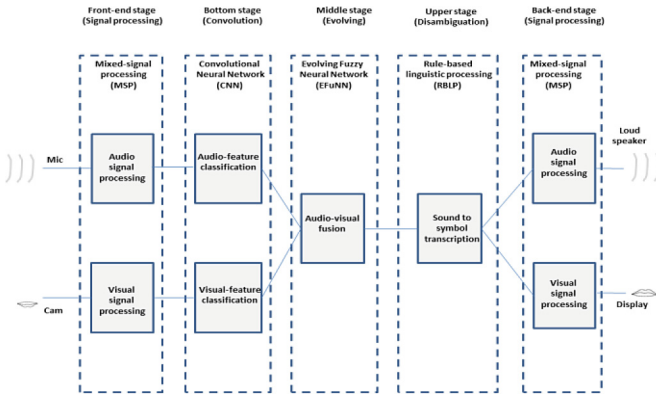 Front-end stage
(Signal processing)
Bottom stage
(Convolution)
Middle stage
(Evolving)
Upper stage
(Disambiguation)
Back-end stage
(Signal processing)
Mixed-signal
processing
(MSP)
Convolutional
Neural Network
(CNN)
Evolving Fuzzy
Neural Network
(EFuNN)
Rule-based
linguistic processing
(RBLP)
Mixed-signal
processing
(MSP)
Mic
Audio
signal
processing
Audio-feature
classification
Audio
signal
processing
Loud
speaker
Audio-visual
fusion
Sound to
symbol
transcription
Cam
Visual
signal
processing
Visual-feature
classification
Visual
signal
processing
Display